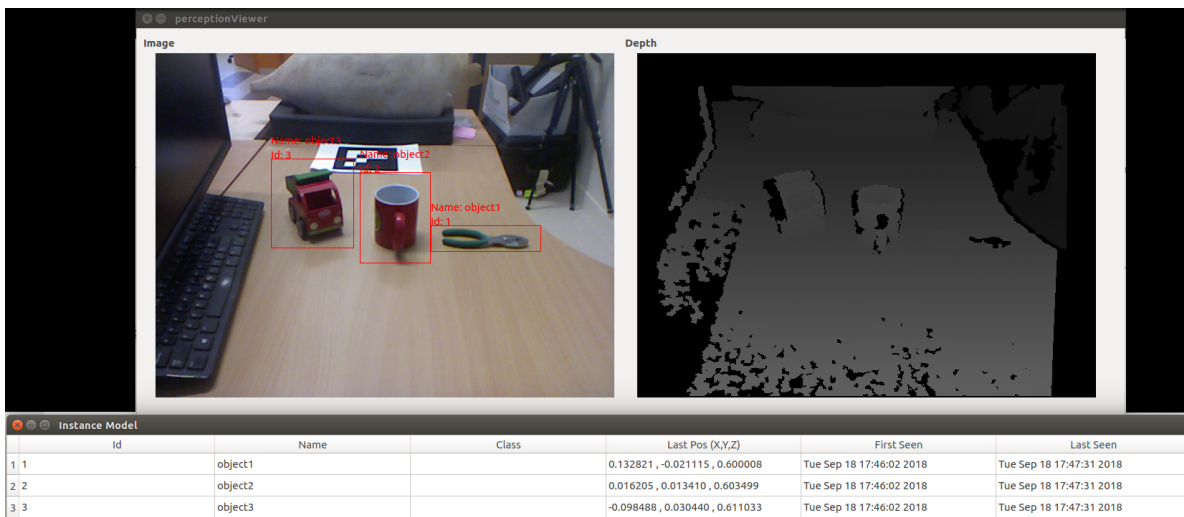 perceptionViewer
Image
Depth
Name: object3
Id: 3
Name: object2
Id: 2
Name: object1
Id: 1
Instance Model
Id Name Class Last Pos (X,Y,Z) First Seen Last Seen
1 1 object1 0.132821 , -0.021115 , 0.600008 Tue Sep 18 17:46:02 2018 Tue Sep 18 17:47:31 2018
2 2 object2 0.016205 , 0.013410 , 0.603499 Tue Sep 18 17:46:02 2018 Tue Sep 18 17:47:31 2018
3 3 object3 -0.098488 , 0.030440 , 0.611033 Tue Sep 18 17:46:02 2018 Tue Sep 18 17:47:31 2018